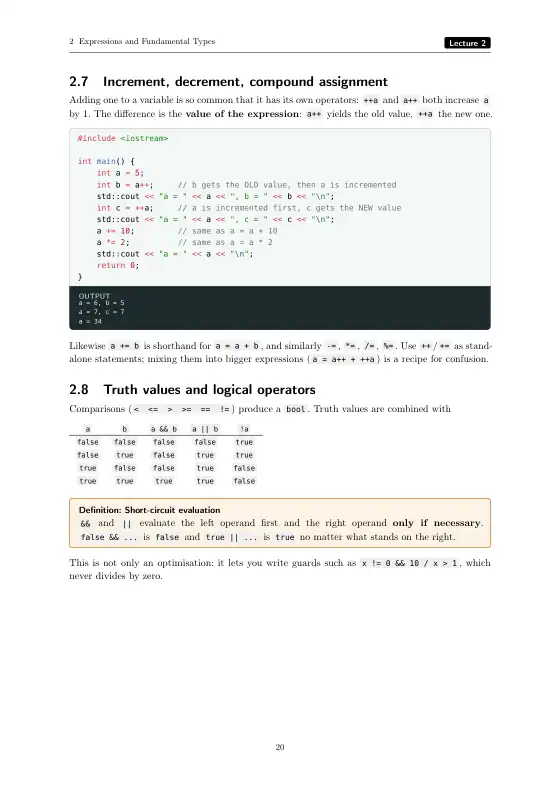 2 Expressions and Fundamental Types
Lecture 2
2.7 Increment, decrement, compound assignment
Adding one to a variable is so common that it has its own operators: ++a and a++ both increase a
by 1. The difference is the value of the expression: a++ yields the old value, ++a the new one.
#include <iostream>
int main() {
    int a = 5;
    int b = a++;     // b gets the OLD value, then a is incremented
    std::cout << "a = " << a << ", b = " << b << "\n";
    int c = ++a;     // a is incremented first, c gets the NEW value
    std::cout << "a = " << a << ", c = " << c << "\n";
    a += 10;         // same as a = a + 10
    a *= 2;          // same as a = a * 2
    std::cout << "a = " << a << "\n";
    return 0;
}
OUTPUT
a = 6, b = 5
a = 7, c = 7
a = 34
Likewise a += b is shorthand for a = a + b, and similarly -=, *=, /=, %=. Use ++/+= as stand-
alone statements; mixing them into bigger expressions (a = a++ + ++a) is a recipe for confusion.
2.8 Truth values and logical operators
Comparisons (< <= > >= == !=) produce a bool. Truth values are combined with
a b a && b a || b !a
false false false false true
false true false true true
true false false true false
true true true true false
Definition: Short-circuit evaluation
&& and || evaluate the left operand first and the right operand only if necessary.
false && ... is false and true || ... is true no matter what stands on the right.
This is not only an optimisation: it lets you write guards such as x != 0 && 10 / x > 1, which
never divides by zero.
20